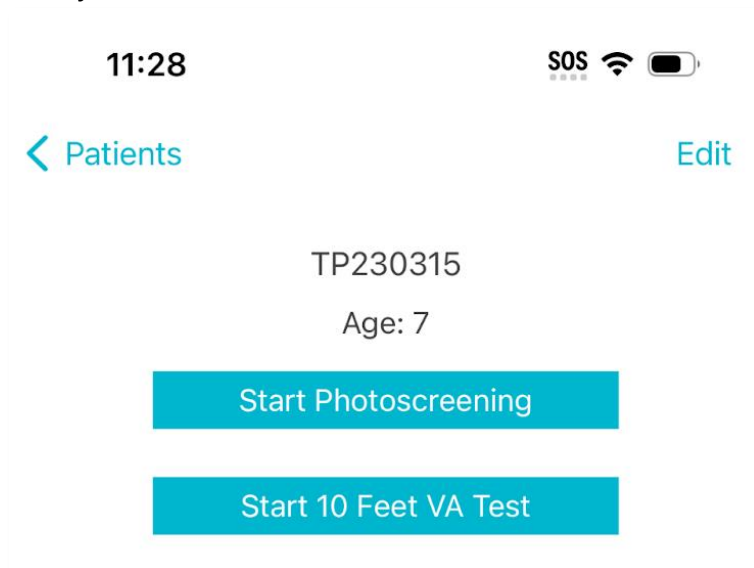 11:28 SOS
Patients Edit
TP230315
Age: 7
Start Photoscreening
Start 10 Feet VA Test